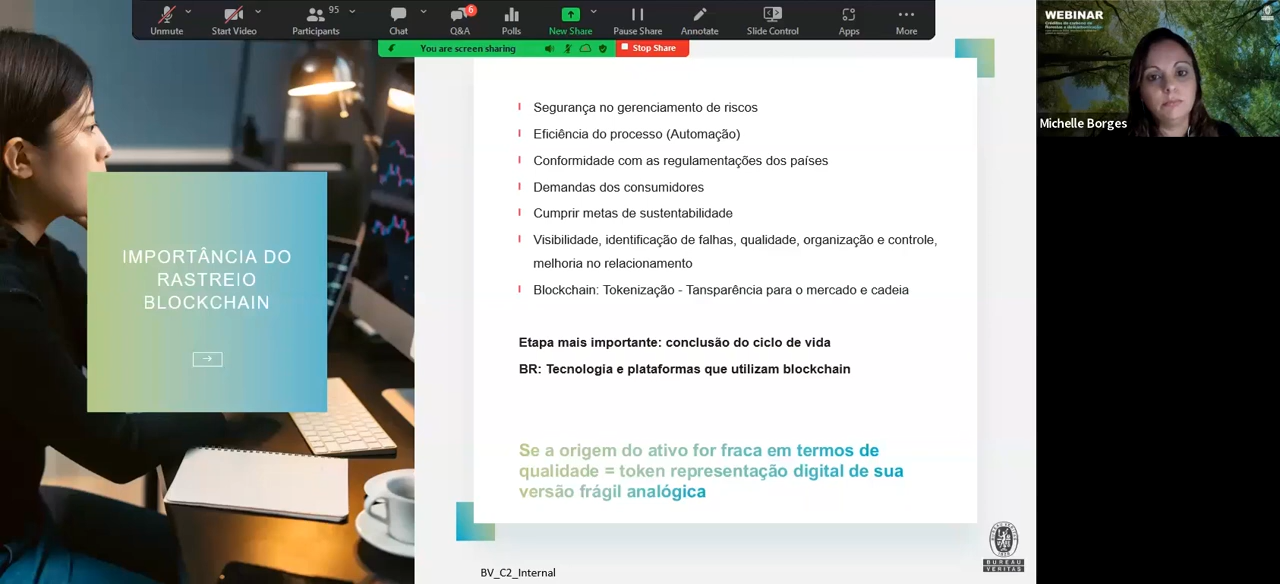 95
6
Unmute
Start Video
Participants
Chat
Q&A
Polls
New Share
Pause Share
Annotate
Slide Control
Apps
More
You are screen sharing
Stop Share
WEBINAR
Michelle Borges
IMPORTÂNCIA DO
RASTREIO
BLOCKCHAIN
Segurança no gerenciamento de riscos
Eficiência do processo (Automação)
Conformidade com as regulamentações dos países
Demandas dos consumidores
Cumprir metas de sustentabilidade
Visibilidade, identificação de falhas, qualidade, organização e controle,
melhoria no relacionamento
Blockchain: Tokenização - Tansparência para o mercado e cadeia
Etapa mais importante: conclusão do ciclo de vida
BR: Tecnologia e plataformas que utilizam blockchain
Se a origem do ativo for fraca em termos de
qualidade = token representação digital de sua
versão frágil analógica
BUREAU
VERITAS
BV_C2_Internal